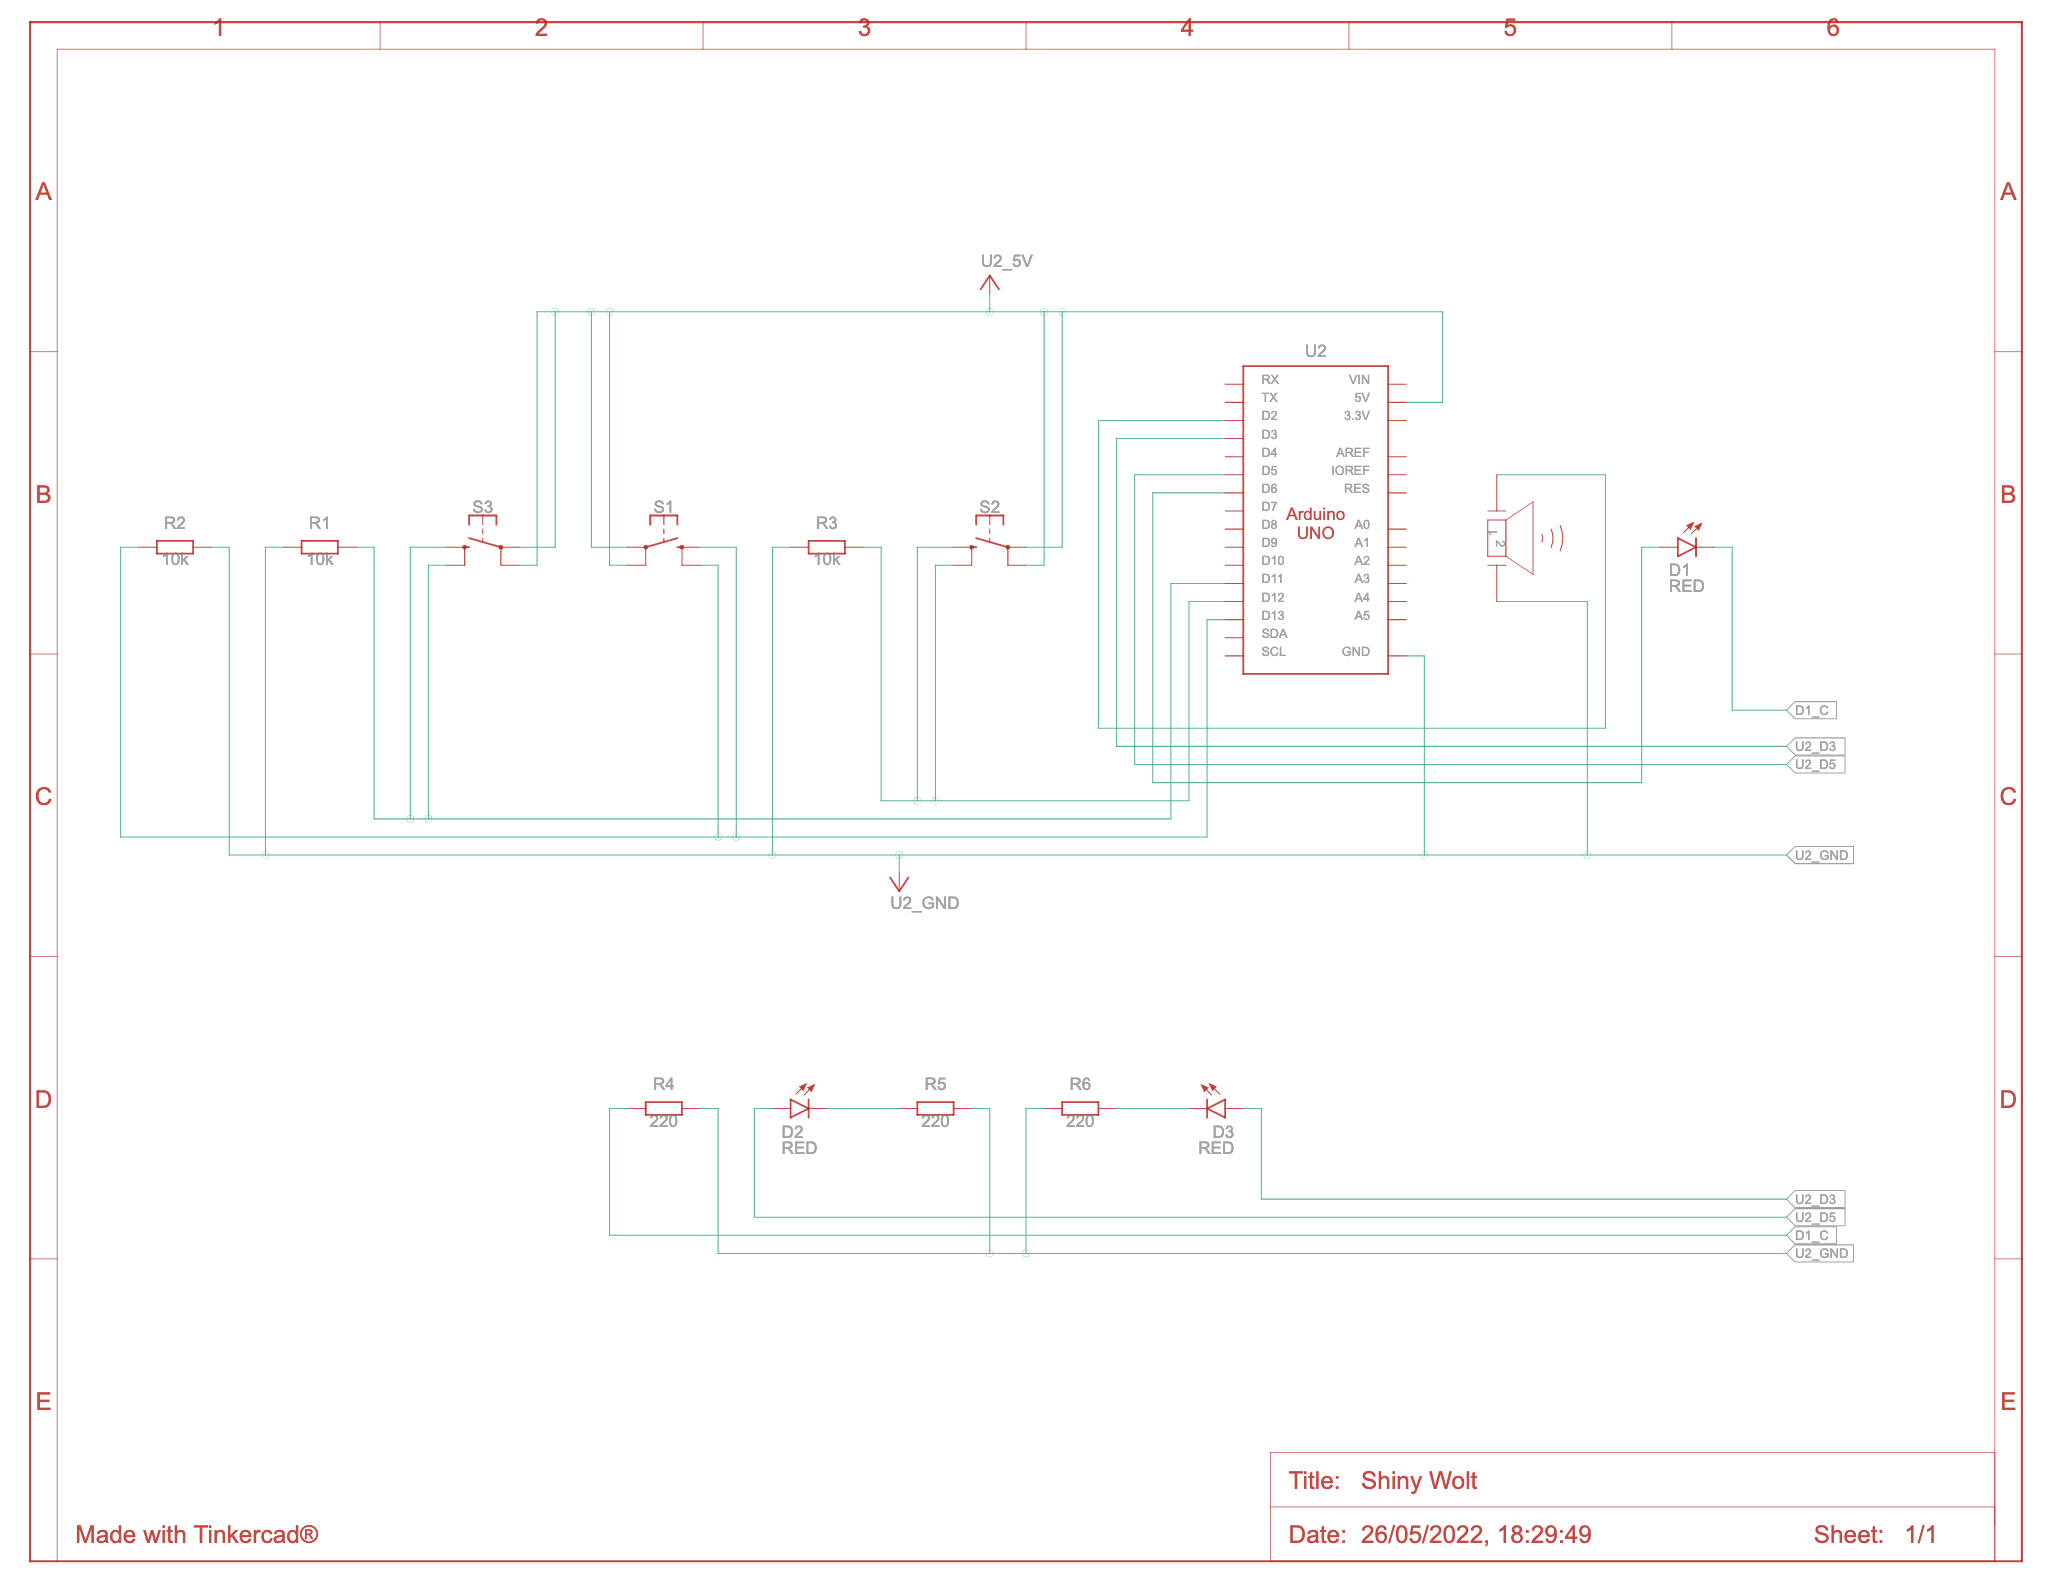 1 2 3 4 5 6
A A
U2_5V
U2
RX VIN
TX 5V
D2 3.3V
D3
D4 AREF
D5 IOREF
D6 RES
D7
Arduino
UNO
D8 A0
D9 A1
D10 A2
D11 A3
D12 A4
D13 A5
SDA
SCL GND
B B
S3 S1 S2
R2 R1 R3
10k 10k 10k
1 2
D1
RED
D1_C
U2_D3
U2_D5
C C
U2_GND
U2_GND
R4 R5 R6
D D
220 220 220
D2 D3
RED RED
U2_D3
U2_D5
D1_C
U2_GND
E E
Title: Shiny Wolt
Made with Tinkercad®
Date: 26/05/2022, 18:29:49 Sheet: 1/1